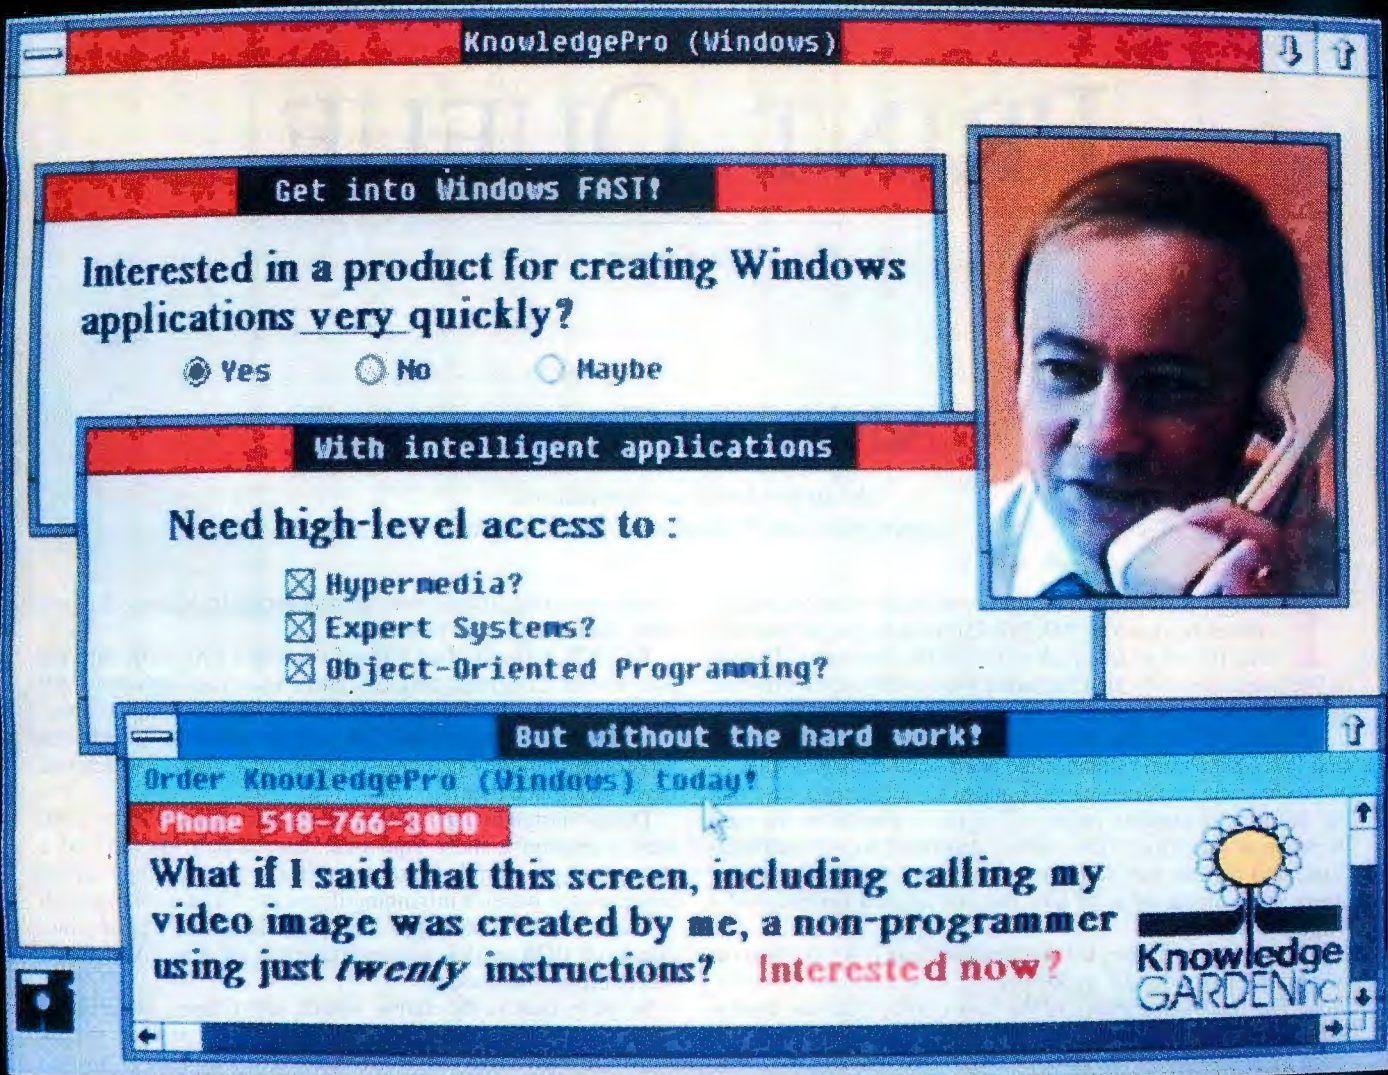 KnowledgePro (Windows)
Get into Windows FAST!
Interested in a product for creating Windows
applications very quickly?
Yes No Maybe
With intelligent applications
Need high-level access to :
Hypermedia?
Expert Systems?
Object-Oriented Programming?
But without the hard work!
Order KnowledgePro (Windows) today!
Phone 518-766-3000
What if I said that this screen, including calling my
video image was created by me, a non-programmer
using just twenty instructions? Interested now?
Knowledge
GARDEN inc